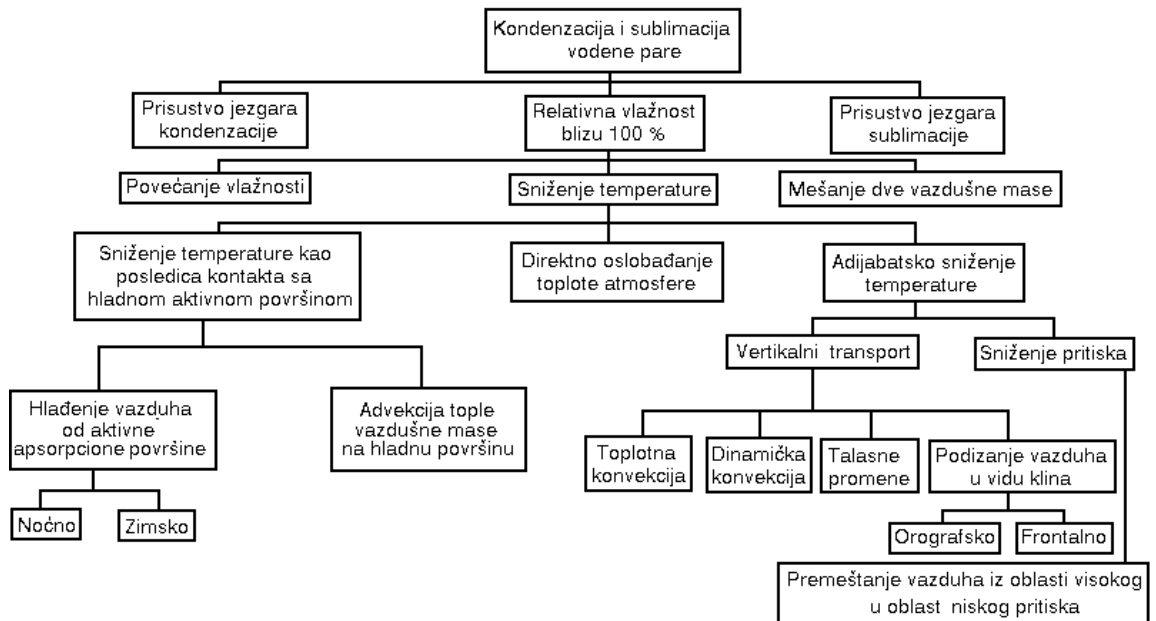 Kondenzacija i sublimacija
vodene pare
Prisustvo jezgara
kondenzacije
Relativna vlažnost
blizu 100 %
Prisustvo jezgara
sublimacije
Povećanje vlažnosti
Sniženje temperature
Mešanje dve vazdušne mase
Sniženje temperature kao
posledica kontakta sa
hladnom aktivnom površinom
Direktno oslobađanje
toplote atmosfere
Adijabatsko sniženje
temperature
Vertikalni transport
Sniženje pritiska
Hlađenje vazduha
od aktivne
apsorpcione površine
Advekcija tople
vazdušne mase
na hladnu površinu
Toplotna
konvekcija
Dinamička
konvekcija
Talasne
promene
Podizanje vazduha
u vidu klina
Noćno
Zimsko
Orografsko
Frontalno
Premeštanje vazduha iz oblasti visokog
u oblast niskog pritiska